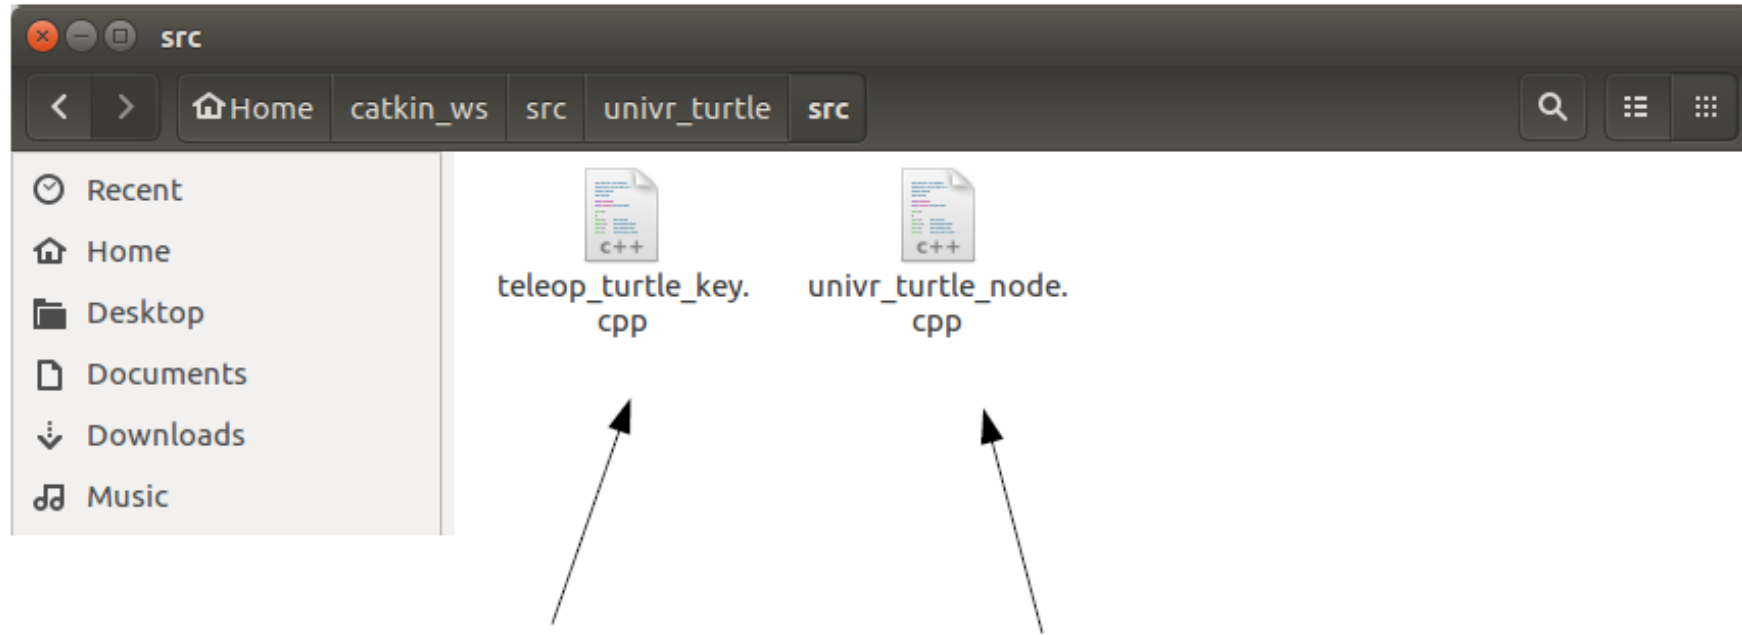 src
Home catkin_ws src univr_turtle src
Recent
Home
Desktop
Documents
Downloads
Music
c++
teleop_turtle_key.
cpp
c++
univr_turtle_node.
cpp